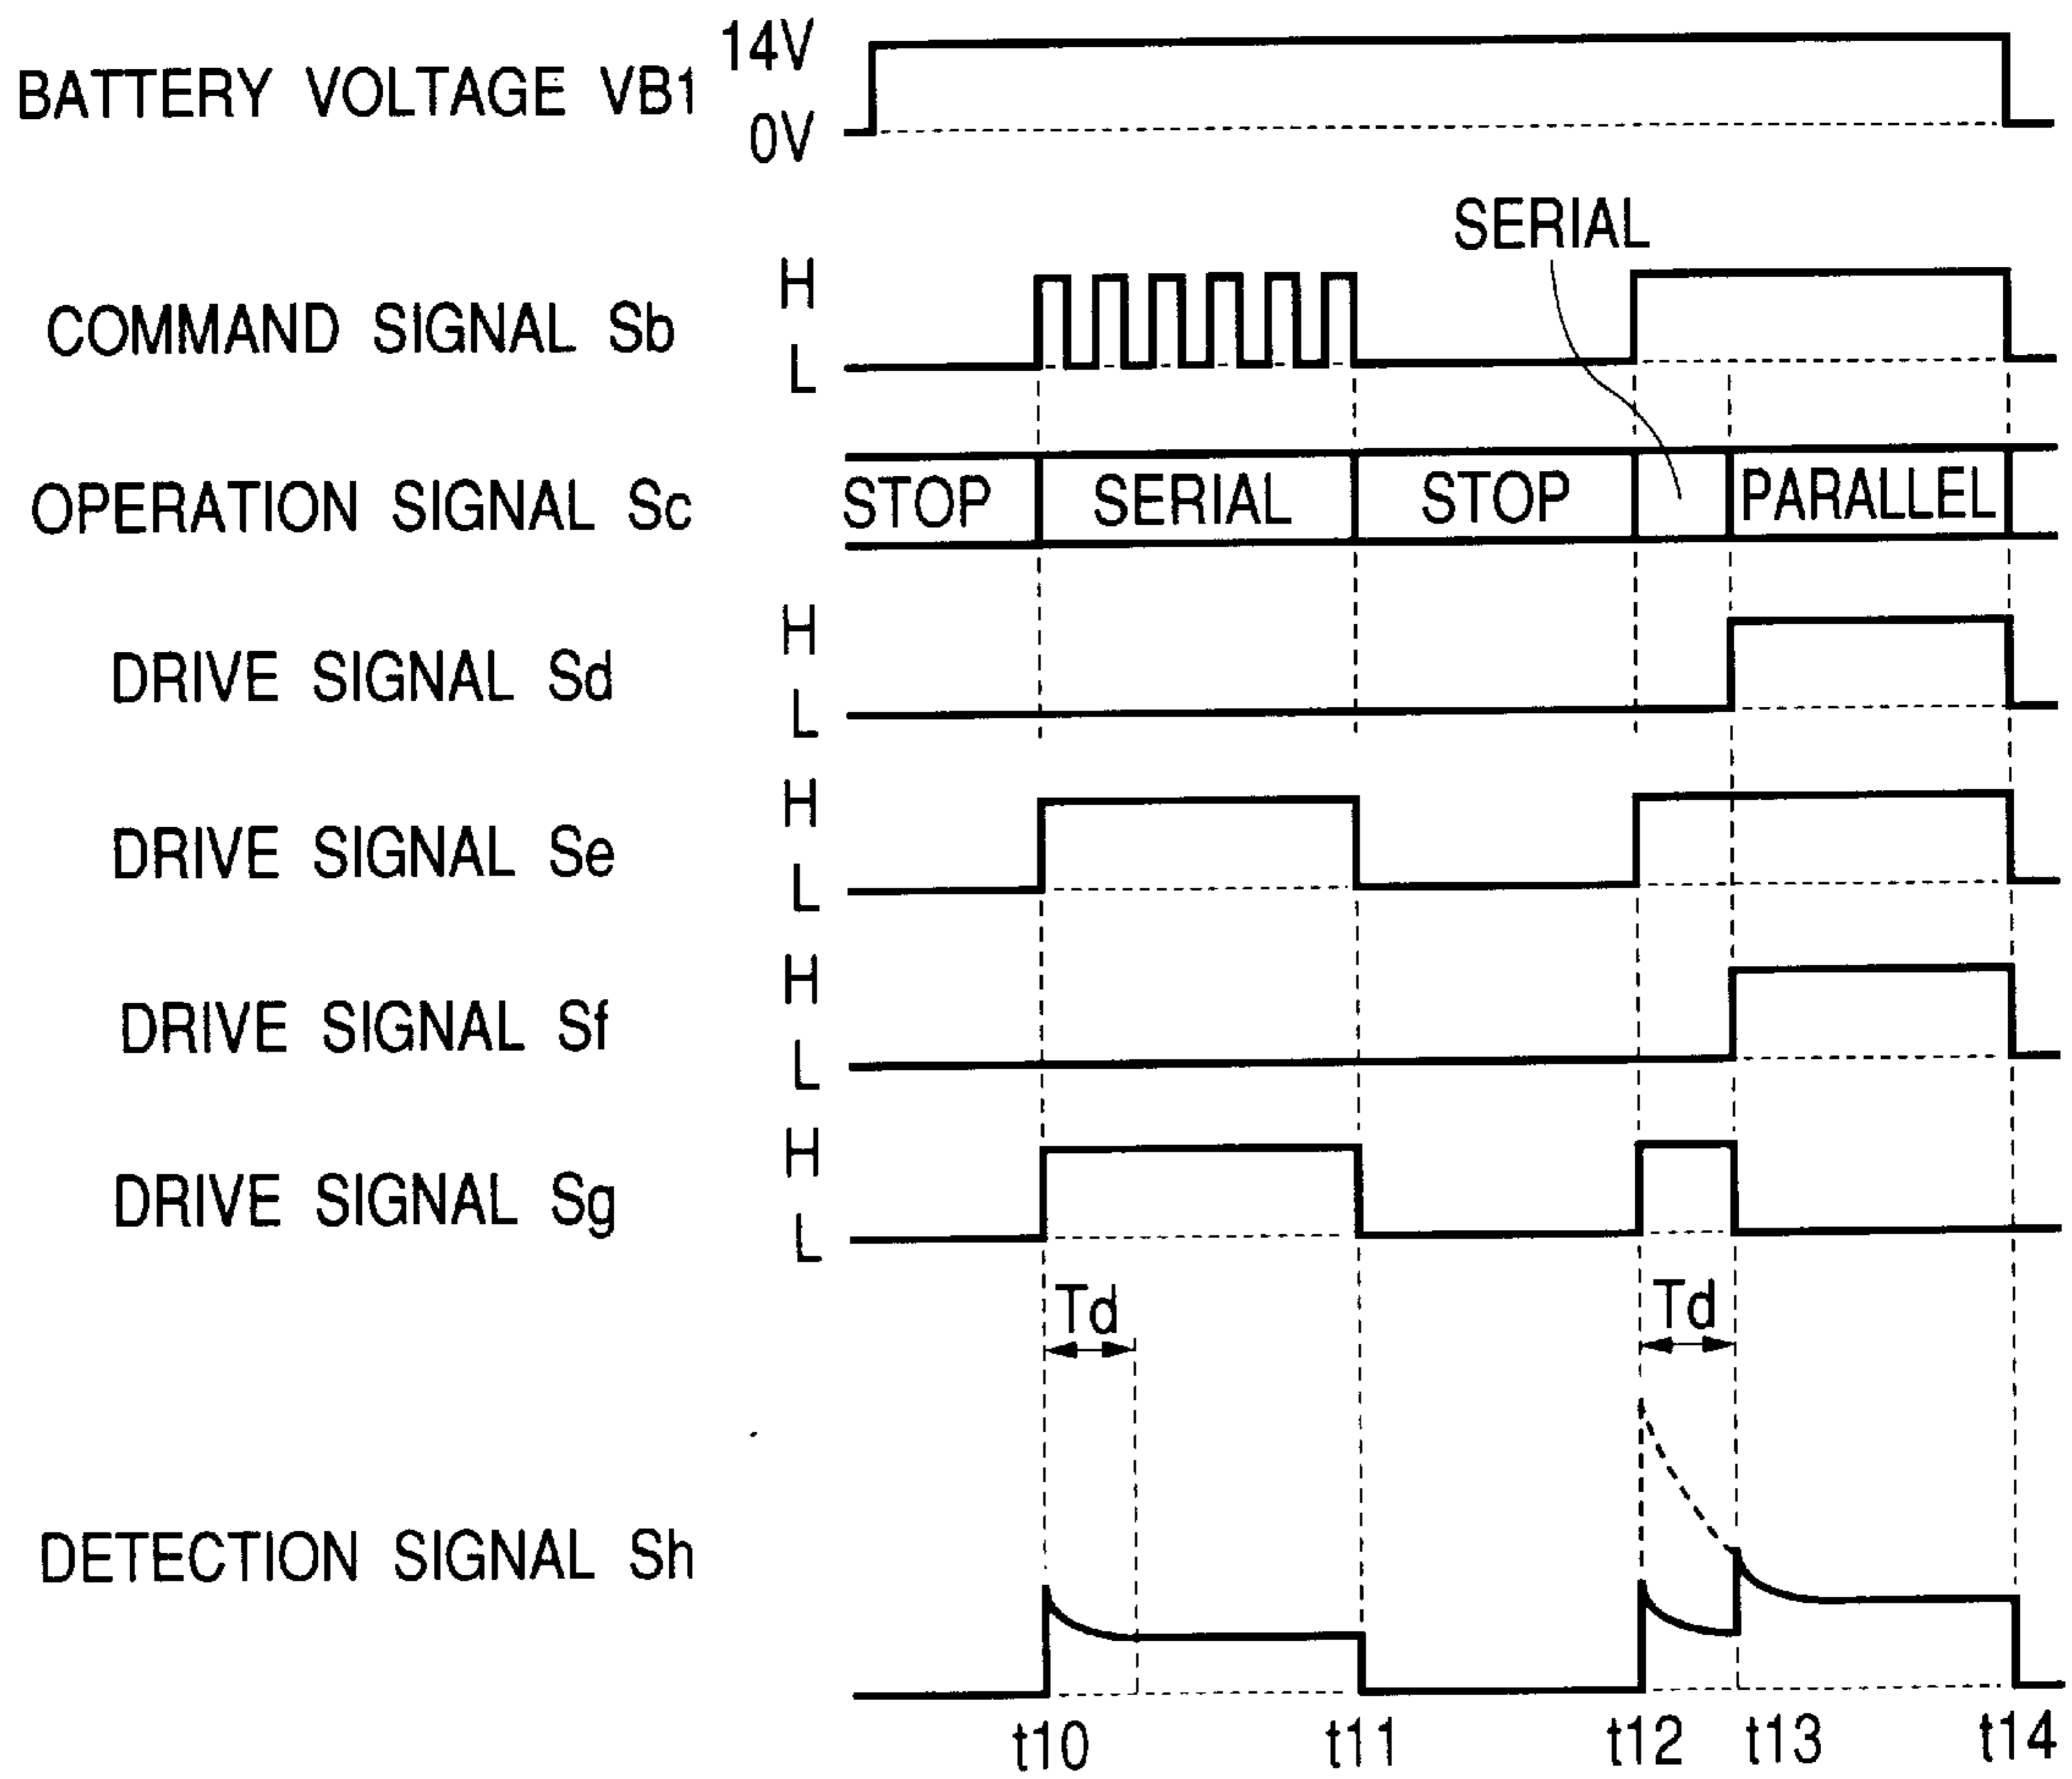 14V
BATTERY VOLTAGE VB1
0V
SERIAL
H
COMMAND SIGNAL Sb
L
OPERATION SIGNAL Sc
STOP SERIAL STOP PARALLEL
H
DRIVE SIGNAL Sd
L
H
DRIVE SIGNAL Se
L
H
DRIVE SIGNAL Sf
L
H
DRIVE SIGNAL Sg
L
Td Td
DETECTION SIGNAL Sh
t10 t11 t12 t13 t14